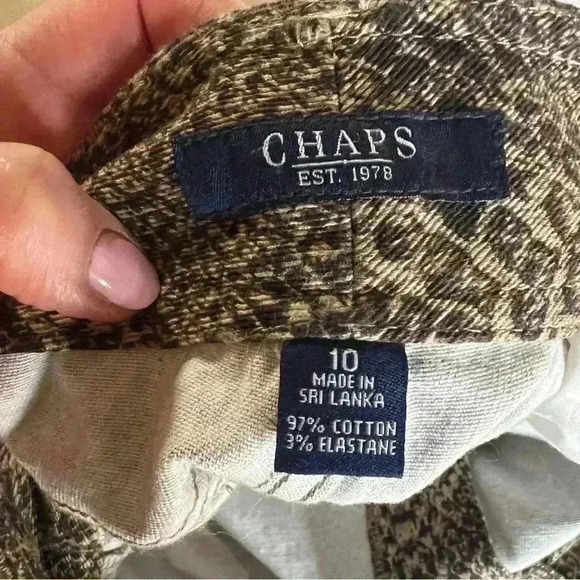 CHAPS
EST. 1978
10
MADE IN
SRI LANKA
97% COTTON
3% ELASTANE